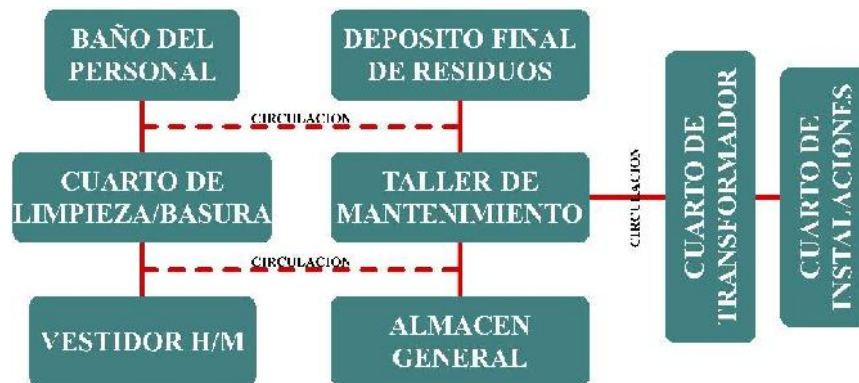 BAÑO DEL
PERSONAL
DEPOSITO FINAL
DE RESIDUOS
CIRCULACION
CUARTO DE
LIMPIEZA/BASURA
TALLER DE
MANTENIMIENTO
CIRCULACION
CUARTO DE
TRANSFORMADOR
CUARTO DE
INSTALACIONES
CIRCULACION
VESTIDOR H/M
ALMACEN
GENERAL